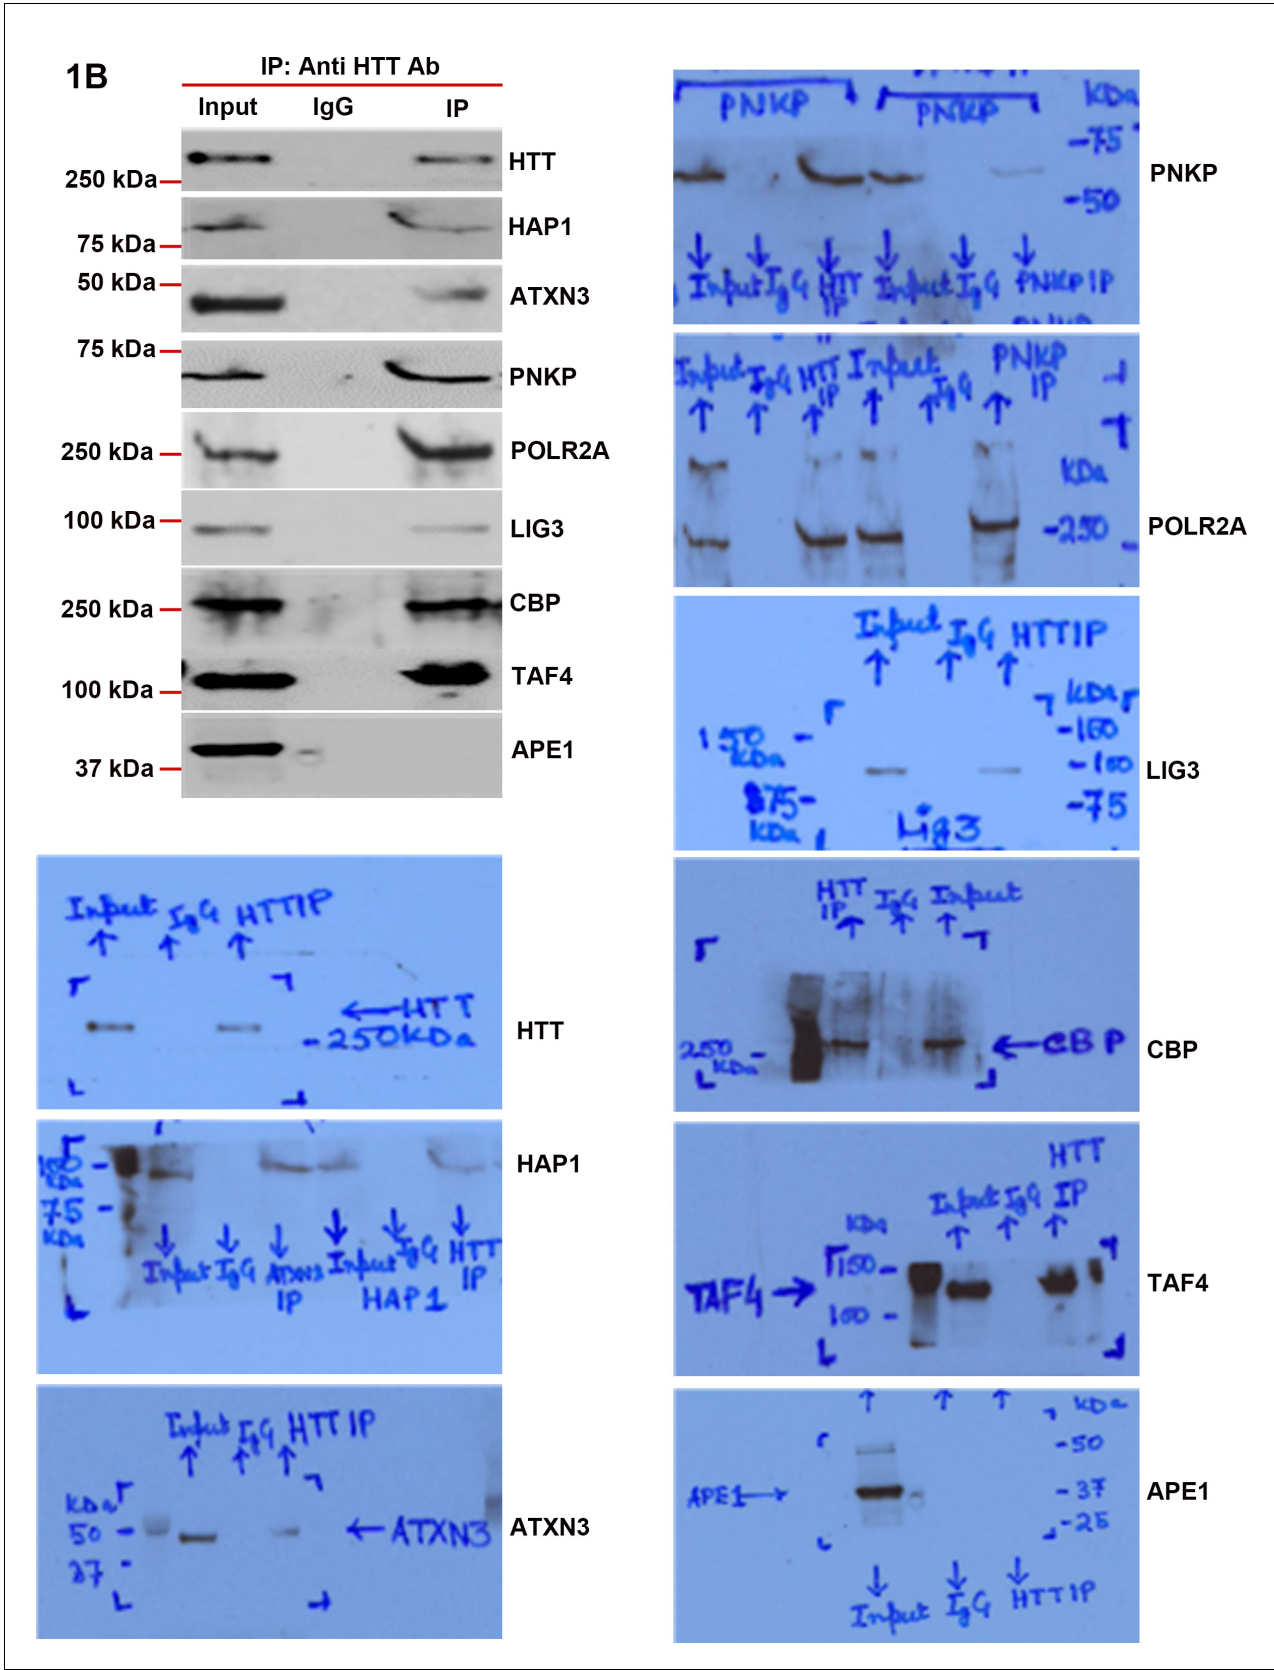 1B
IP: Anti HTT Ab
Input IgG IP
HTT
250 kDa
HAP1
75 kDa
50 kDa
ATXN3
75 kDa
PNKP
250 kDa
POLR2A
100 kDa
LIG3
CBP
250 kDa
TAF4
100 kDa
APE1
37 kDa
Input IgG HTT IP
←HTT
-250KDa
HTT
KDa
75 -
KDa
Input IgG ATXN3 IP Input IgG HTT IP
HAP1
HAP1
Input IgG HTT IP
KDa
50 -
← ATXN3
37 -
ATXN3
PNKP PNKP
KDa
-75
-50
Input IgG HTT IP Input IgG PNKP IP
PNKP
Input IgG HTT IP Input IgG PNKP IP
KDa
-250
POLR2A
Input IgG HTT IP
KDa
150 -
KDa
-150
-100
75 -
KDa
-75
Lig3
LIG3
HTT IP IgG Input
250 -
KDa
← CBP
CBP
HTT
Input IgG IP
KDa
150 -
TAF4 →
100 -
TAF4
KDa
-50
APE1→
-37
-25
Input IgG HTT IP
APE1